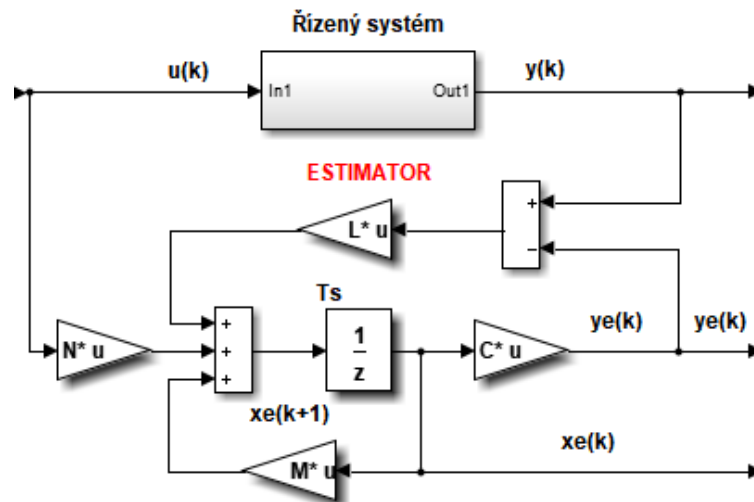 Řízený systém
u(k)
y(k)
In1
Out1
ESTIMATOR
+
L* u
−
Ts
+
N* u
+
1
z
C* u
ye(k)
ye(k)
+
xe(k+1)
xe(k)
M* u